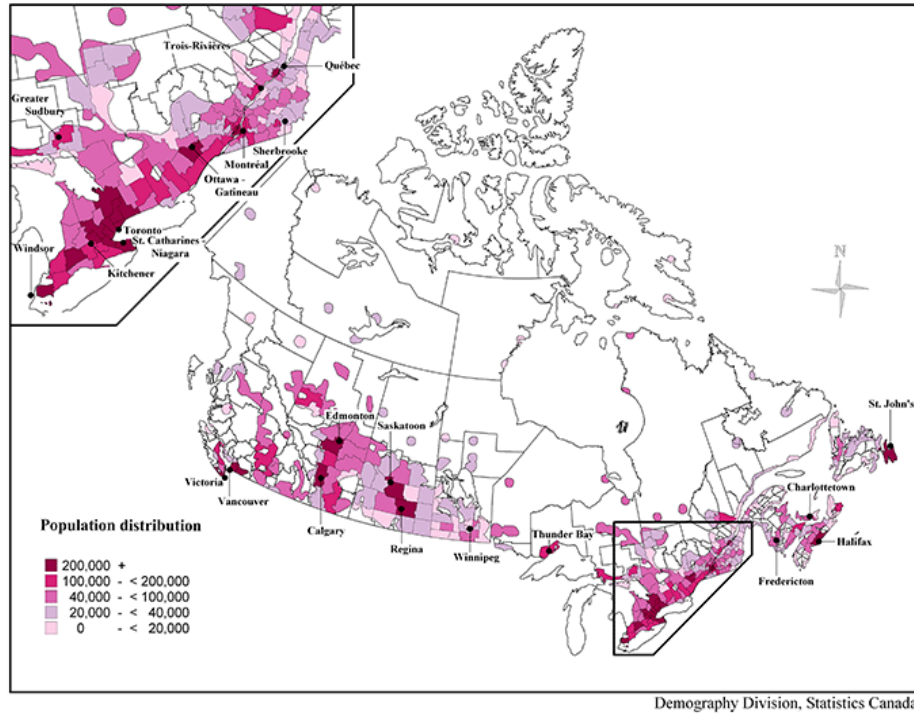 Trois-Rivières
Québec
Greater
Sudbury
Sherbrooke
Montréal
Ottawa -
Gatineau
Toronto
St. Catharines -
Niagara
Windsor
Kitchener
N
St. John's
Edmonton
Saskatoon
Charlottetown
Victoria
Vancouver
Calgary
Regina
Winnipeg
Thunder Bay
Halifax
Fredericton
Population distribution
200,000 +
100,000 - < 200,000
40,000 - < 100,000
20,000 - < 40,000
0 - < 20,000
Demography Division, Statistics Canada